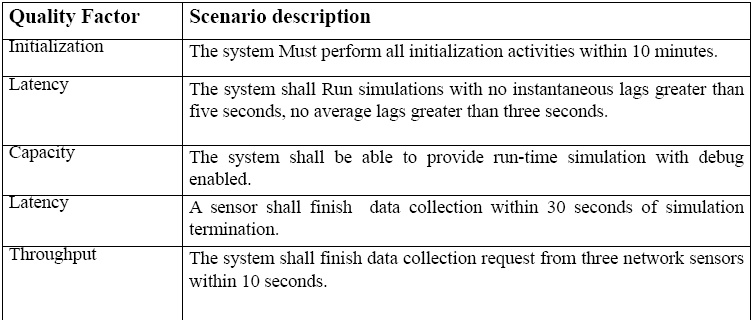 Quality Factor Scenario description
Initialization
The system Must perform all initialization activities within 10 minutes.
Latency
The system shall Run simulations with no instantaneous lags greater than
five seconds, no average lags greater than three seconds.
Capacity
The system shall be able to provide run-time simulation with debug
enabled.
Latency
A sensor shall finish data collection within 30 seconds of simulation
termination.
Throughput
The system shall finish data collection request from three network sensors
within 10 seconds.